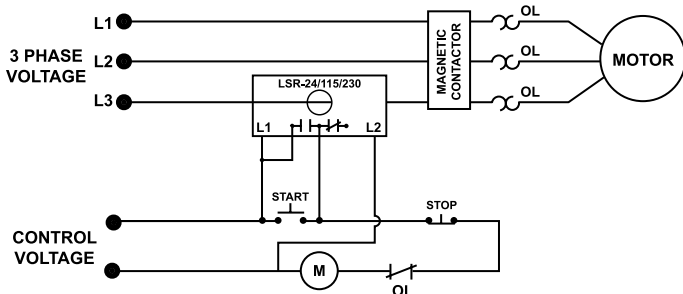 L1
OL
3 PHASE
VOLTAGE
L2
OL
MAGNETIC
CONTACTOR
MOTOR
LSR-24/115/230
L3
OL
L1
L2
START
STOP
CONTROL
VOLTAGE
M
OL